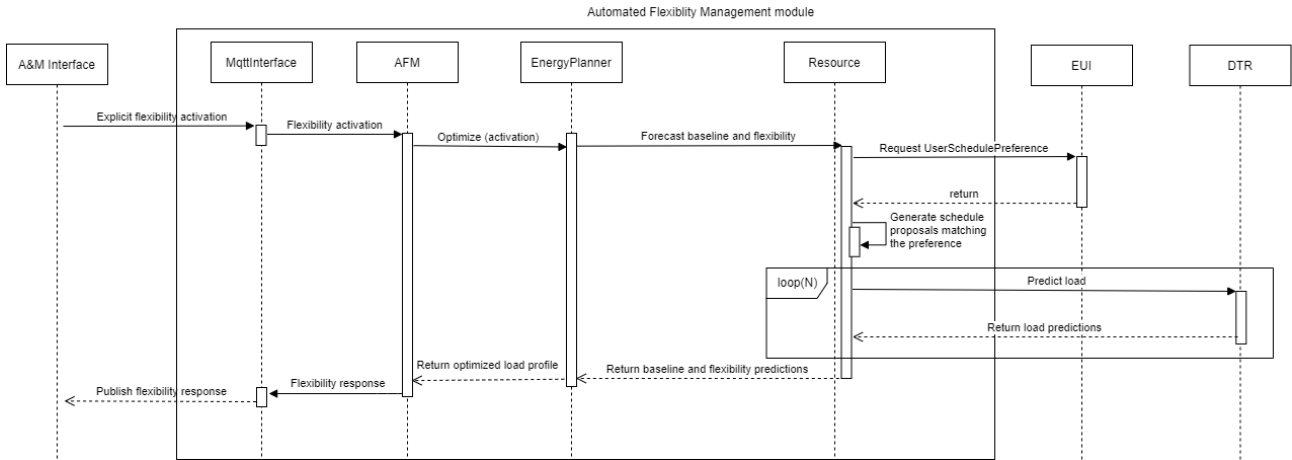 Automated Flexiblity Management module
A&M Interface
MqttInterface
AFM
EnergyPlanner
Resource
EUI
DTR
Explicit flexibility activation
Flexibility activation
Optimize (activation)
Forecast baseline and flexibility
Request UserSchedulePreference
return
Generate schedule
proposals matching
the preference
loop(N)
Predict load
Return load predictions
Return baseline and flexibility predictions
Return optimized load profile
Flexibility response
Publish flexibility response